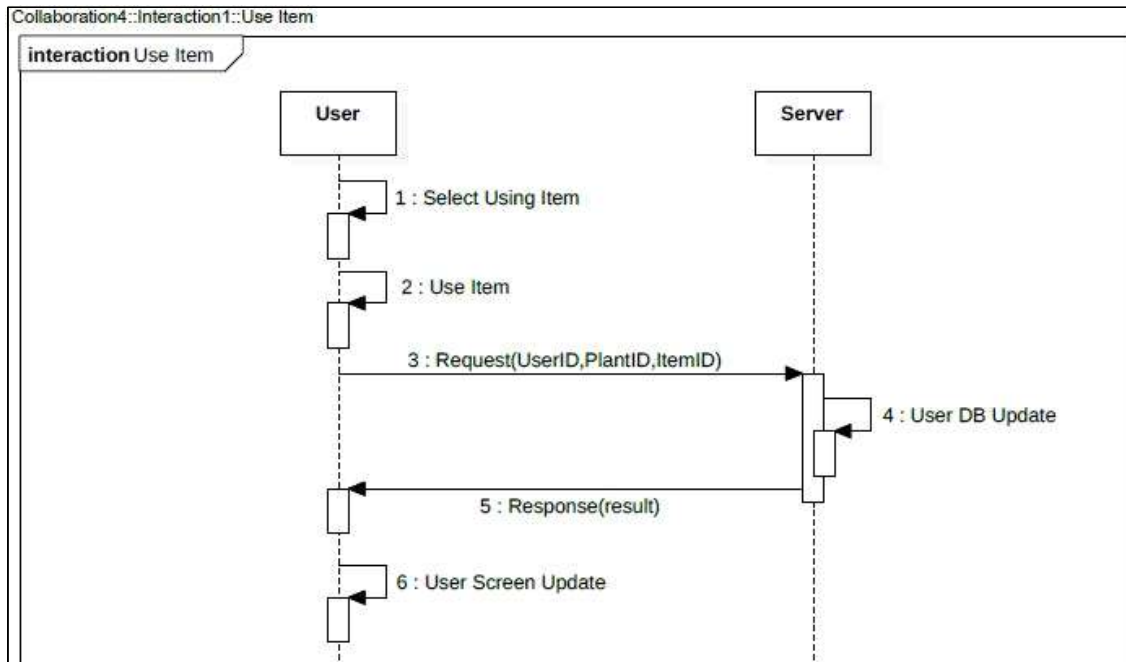 Collaboration4::Interaction1::Use Item
interaction Use Item
User
Server
1 : Select Using Item
2 : Use Item
3 : Request(UserID,PlantID,ItemID)
4 : User DB Update
5 : Response(result)
6 : User Screen Update